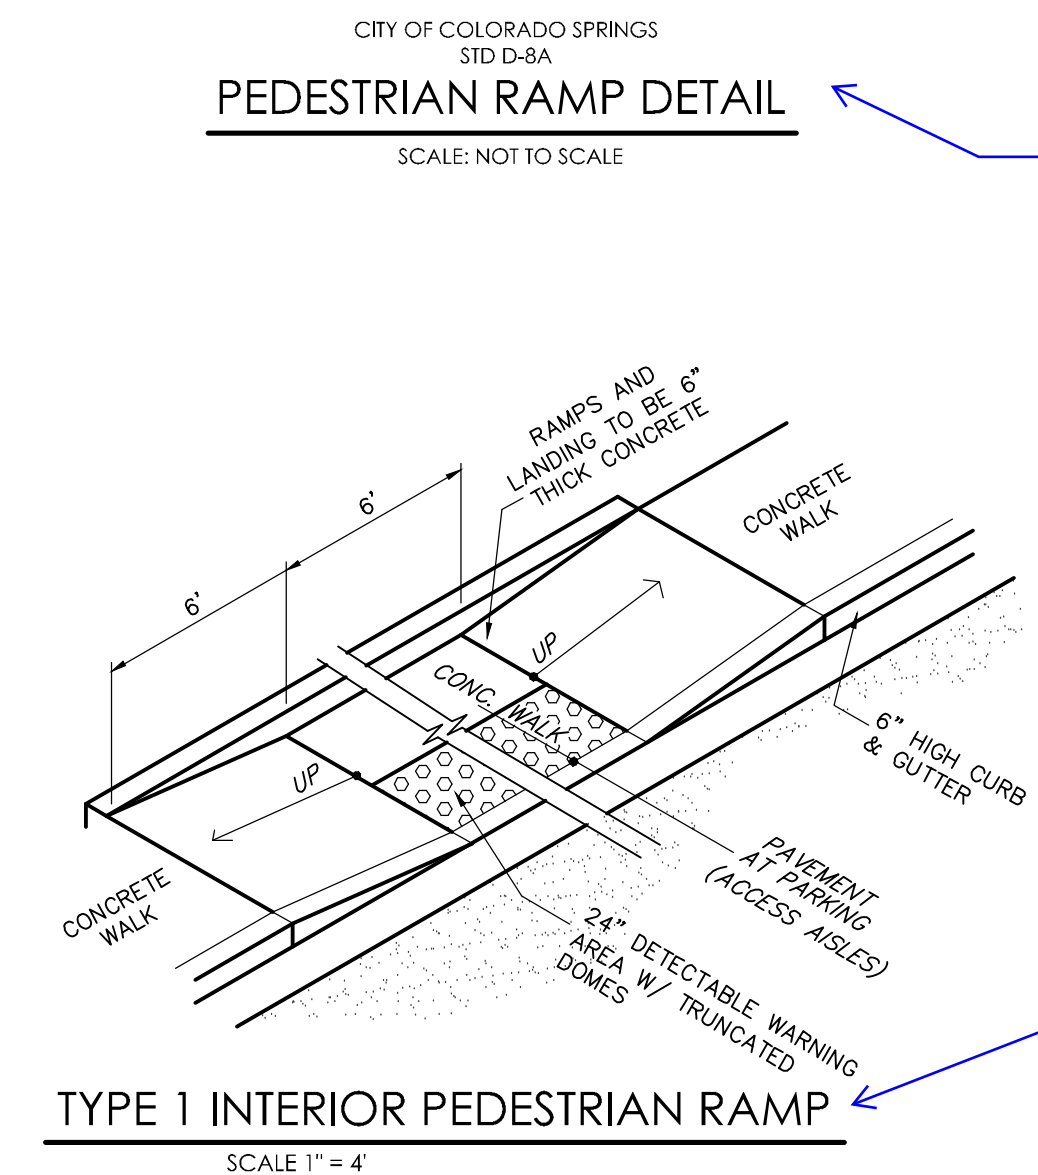 CITY OF COLORADO SPRINGS
STD D-8A
PEDESTRIAN RAMP DETAIL
SCALE: NOT TO SCALE
RAMPS AND
LANDING TO BE 6"
THICK CONCRETE
CONCRETE
WALK
6'
6'
UP
CONC. WALK
UP
6" HIGH CURB
& GUTTER
PAVEMENT
AT PARKING
(ACCESS AISLES)
CONCRETE
WALK
24" DETECTABLE WARNING
AREA W/ TRUNCATED
DOMES
TYPE 1 INTERIOR PEDESTRIAN RAMP
SCALE 1" = 4'